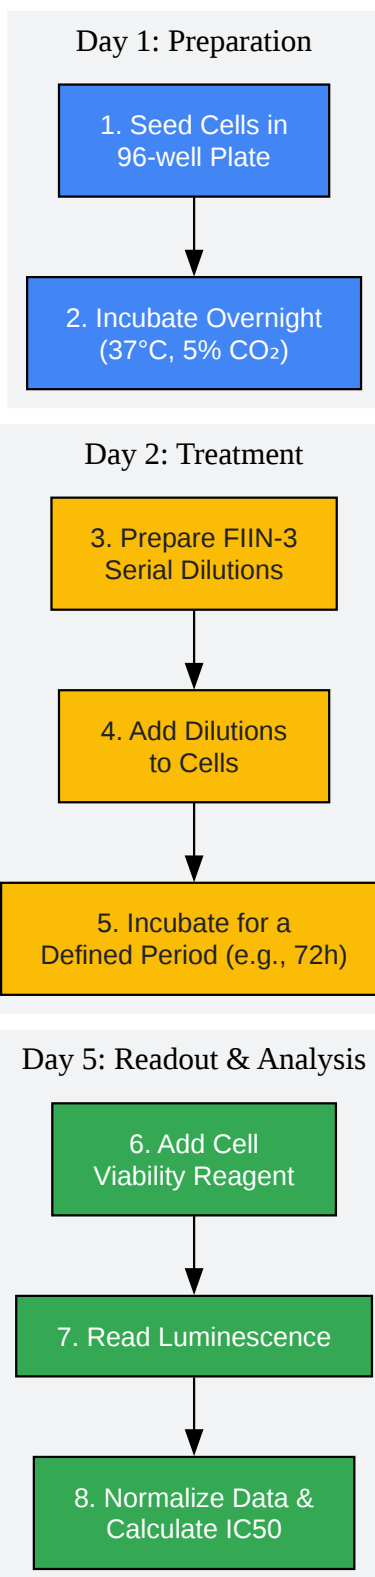 Day 1: Preparation
1. Seed Cells in
96-well Plate
2. Incubate Overnight
(37°C, 5% CO₂)
Day 2: Treatment
3. Prepare FIIN-3
Serial Dilutions
4. Add Dilutions
to Cells
5. Incubate for a
Defined Period (e.g., 72h)
Day 5: Readout & Analysis
6. Add Cell
Viability Reagent
7. Read Luminescence
8. Normalize Data &
Calculate IC50